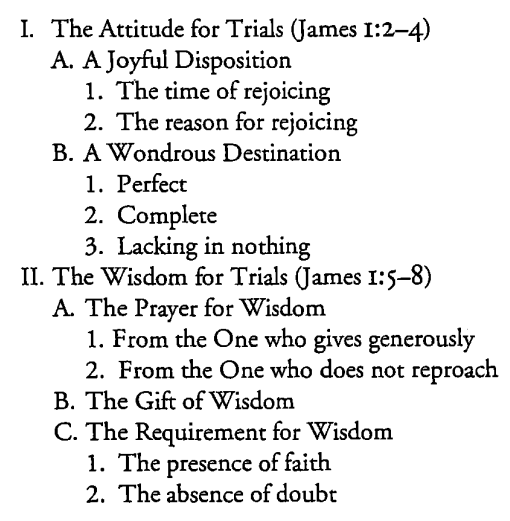 I. The Attitude for Trials (James 1:2–4)
A. A Joyful Disposition
1. The time of rejoicing
2. The reason for rejoicing
B. A Wondrous Destination
1. Perfect
2. Complete
3. Lacking in nothing
II. The Wisdom for Trials (James 1:5–8)
A. The Prayer for Wisdom
1. From the One who gives generously
2. From the One who does not reproach
B. The Gift of Wisdom
C. The Requirement for Wisdom
1. The presence of faith
2. The absence of doubt